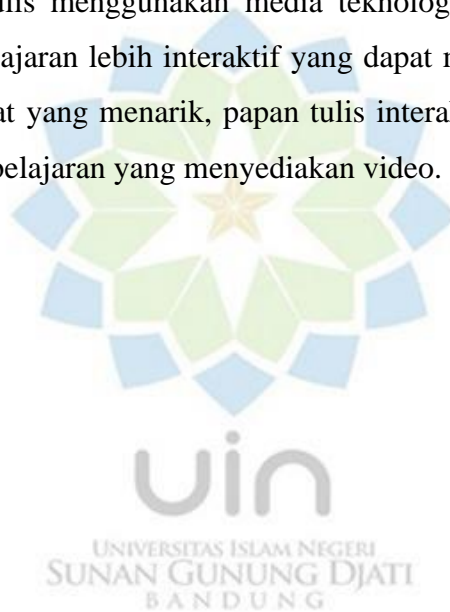 menggunakan media
lebih interaktif yang dapat
yang menarik, papan tulis
yang menyediakan video.
uin
UNIVERSITAS ISLAM NEGERI
SUNAN GUNUNG DJATI
BANDUNG